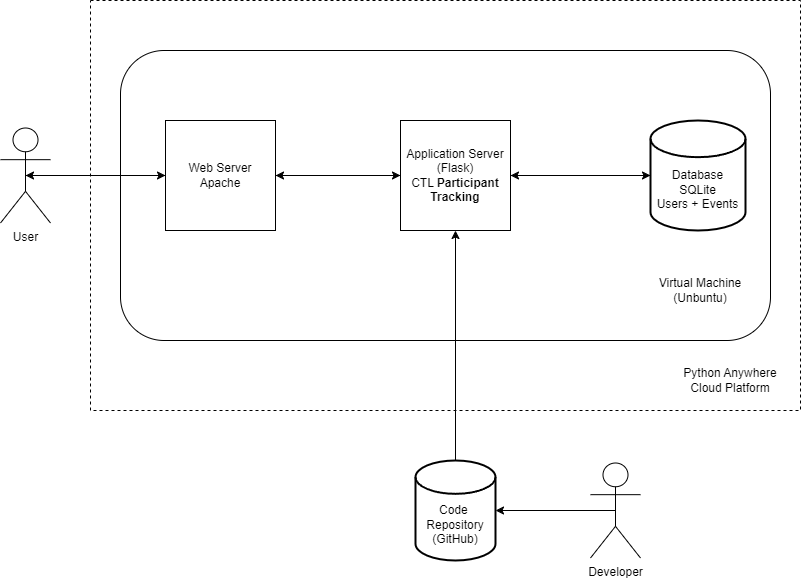 User
Web Server
Apache
Application Server
(Flask)
CTL Participant
Tracking
Database
SQLite
Users + Events
Virtual Machine
(Unbuntu)
Python Anywhere
Cloud Platform
Code
Repository
(GitHub)
Developer